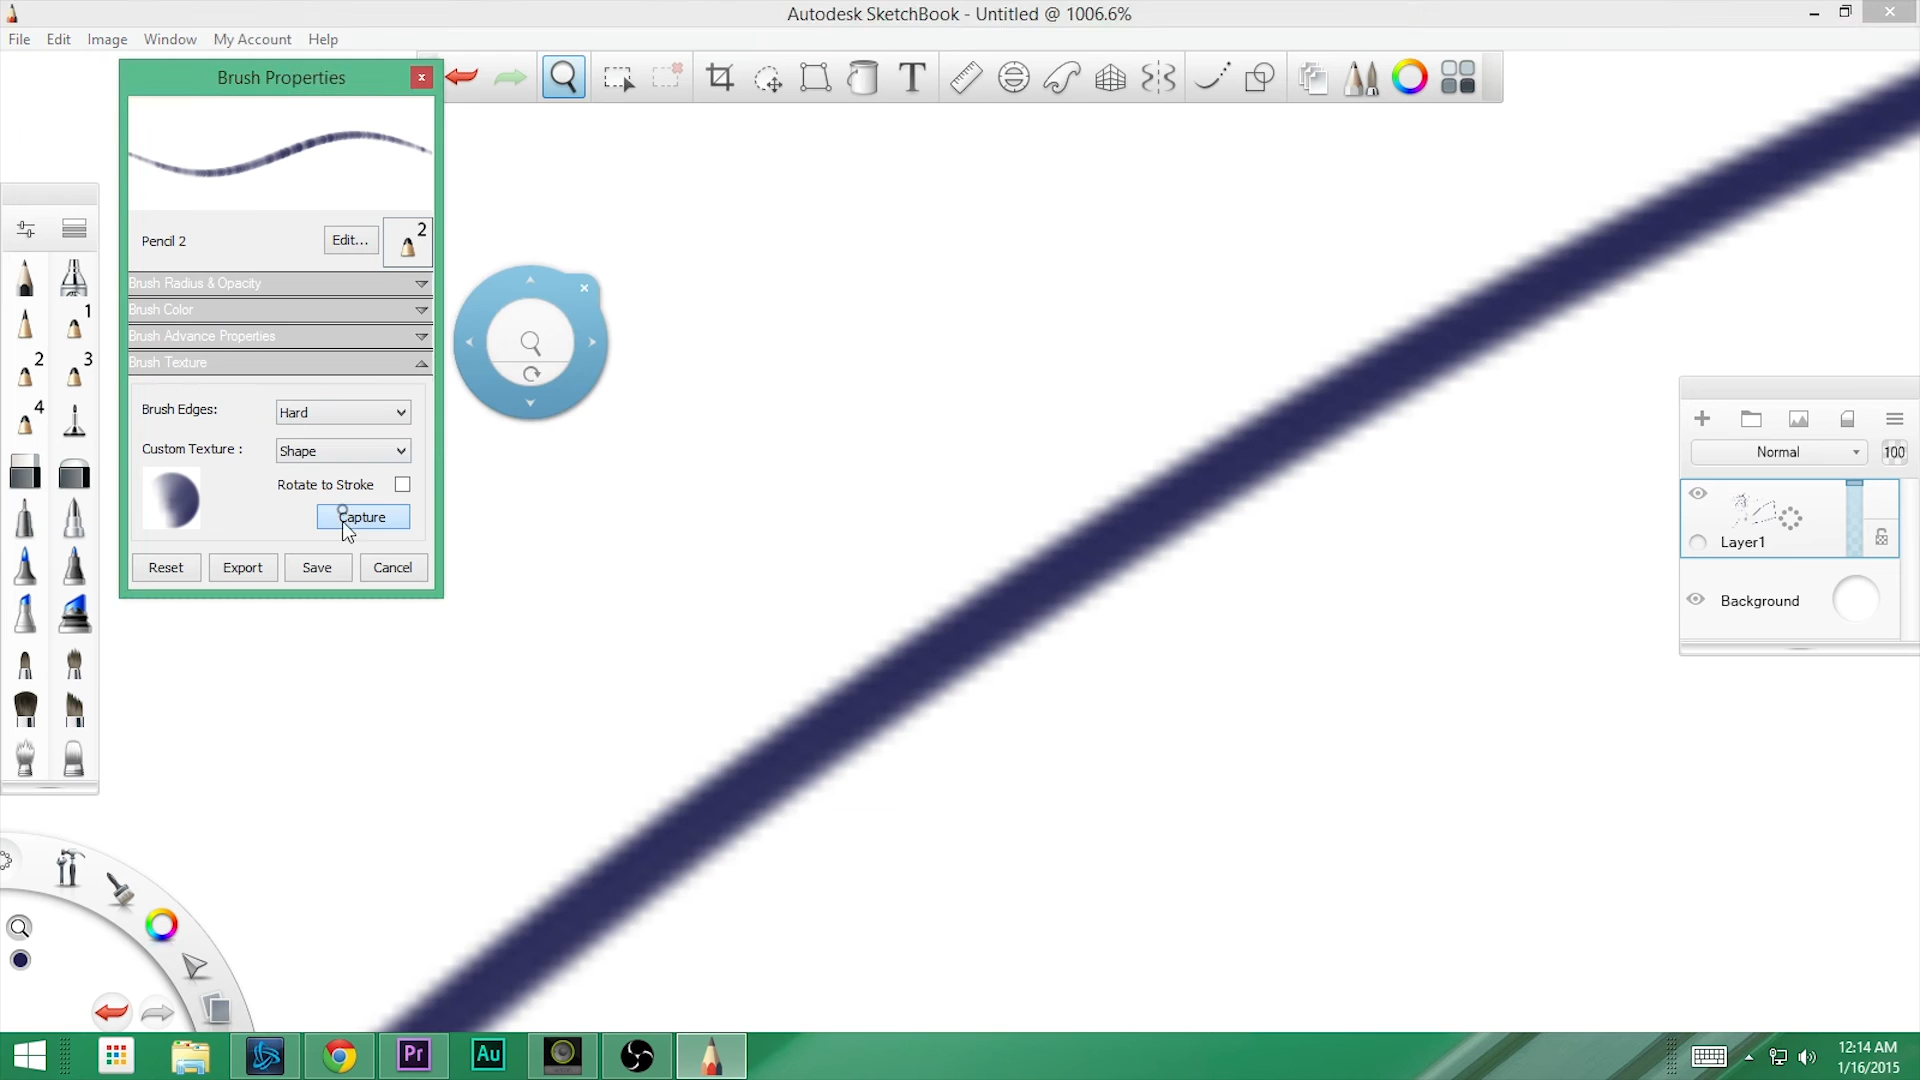 Autodesk SketchBook - Untitled @ 1006.6%
File Edit Image Window My Account Help
Brush Properties
x
T
Pencil 2
Edit...
2
Brush Radius & Opacity
Brush Color
Brush Advance Properties
Brush Texture
Brush Edges:
Hard
Custom Texture :
Shape
Rotate to Stroke
Capture
Reset
Export
Save
Cancel
1
2
3
4
Normal
100
Layer1
Background
Pr
Au
12:14 AM
1/16/2015